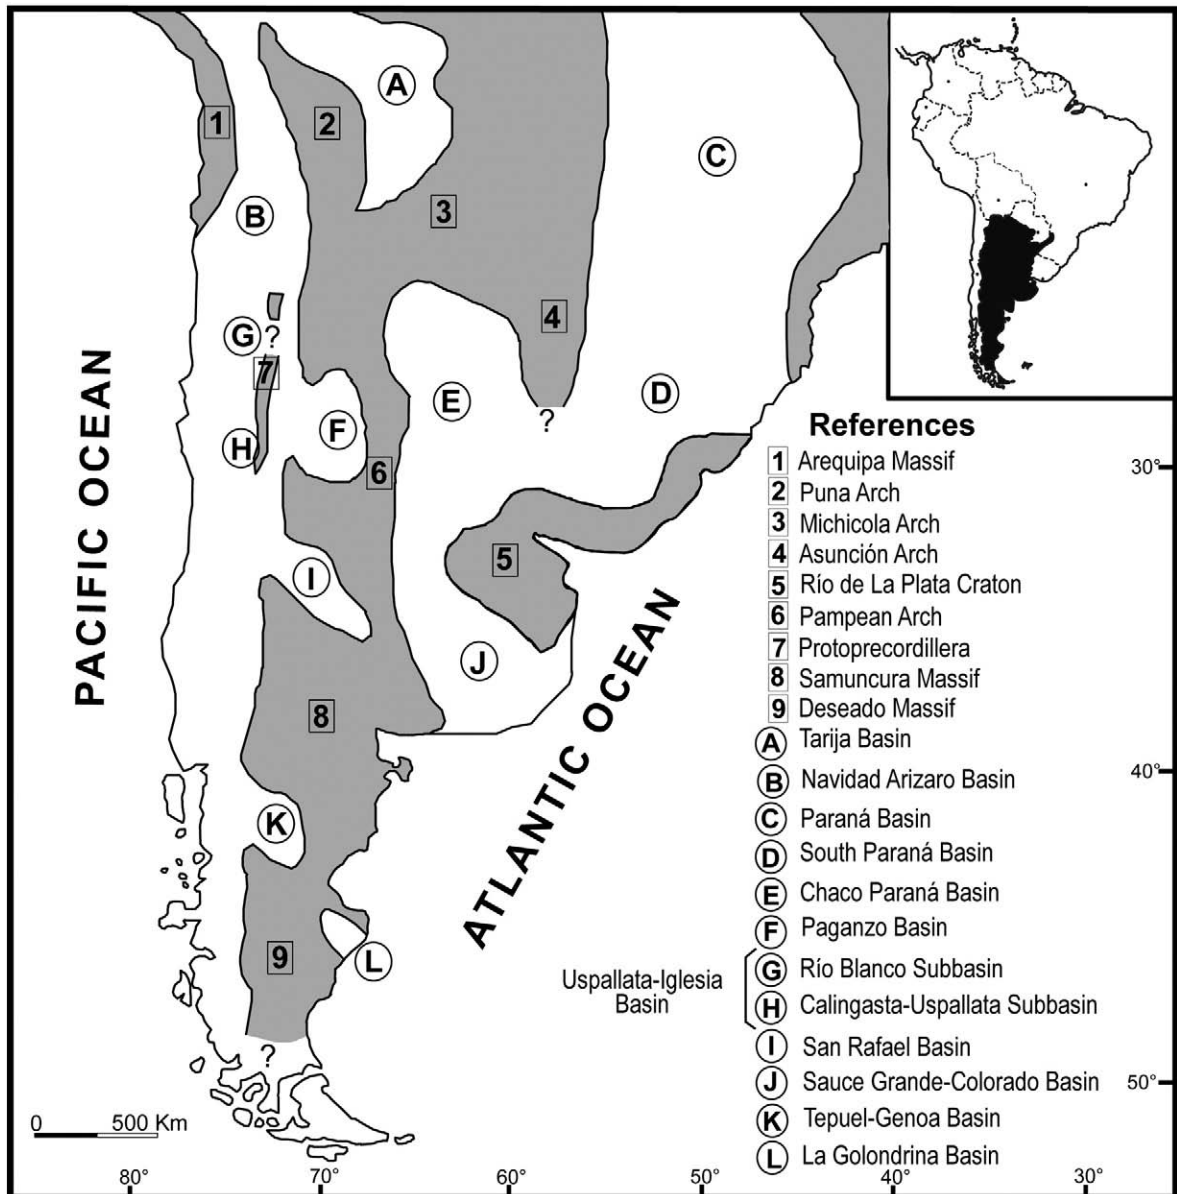 1
2
A
3
B
C
4
G
?
7
E
D
?
H
F
6
References
1 Arequipa Massif
2 Puna Arch
3 Michicola Arch
4 Asunción Arch
5 Río de La Plata Craton
6 Pampean Arch
7 Protoprecordillera
8 Samuncura Massif
9 Deseado Massif
A Tarija Basin
B Navidad Arizaro Basin
C Paraná Basin
D South Paraná Basin
E Chaco Paraná Basin
F Paganzo Basin
Uspallata-Iglesia
Basin
G Río Blanco Subbasin
H Calingasta-Uspallata Subbasin
I San Rafael Basin
J Sauce Grande-Colorado Basin
K Tepuel-Genoa Basin
L La Golondrina Basin
PACIFIC OCEAN
ATLANTIC OCEAN
5
I
J
8
K
9
L
?
0 500 Km
30°
40°
50°
80° 70° 60° 50° 40° 30°